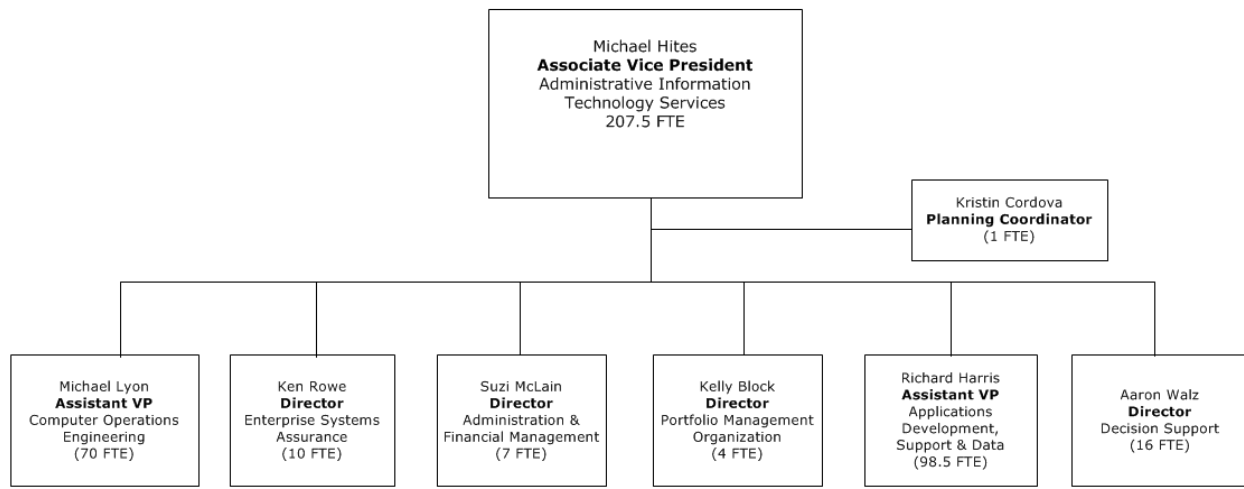 Michael Hites
Associate Vice President
Administrative Information
Technology Services
207.5 FTE
Kristin Cordova
Planning Coordinator
(1 FTE)
Michael Lyon
Assistant VP
Computer Operations
Engineering
(70 FTE)
Ken Rowe
Director
Enterprise Systems
Assurance
(10 FTE)
Suzi McLain
Director
Administration &
Financial Management
(7 FTE)
Kelly Block
Director
Portfolio Management
Organization
(4 FTE)
Richard Harris
Assistant VP
Applications
Development,
Support & Data
(98.5 FTE)
Aaron Walz
Director
Decision Support
(16 FTE)